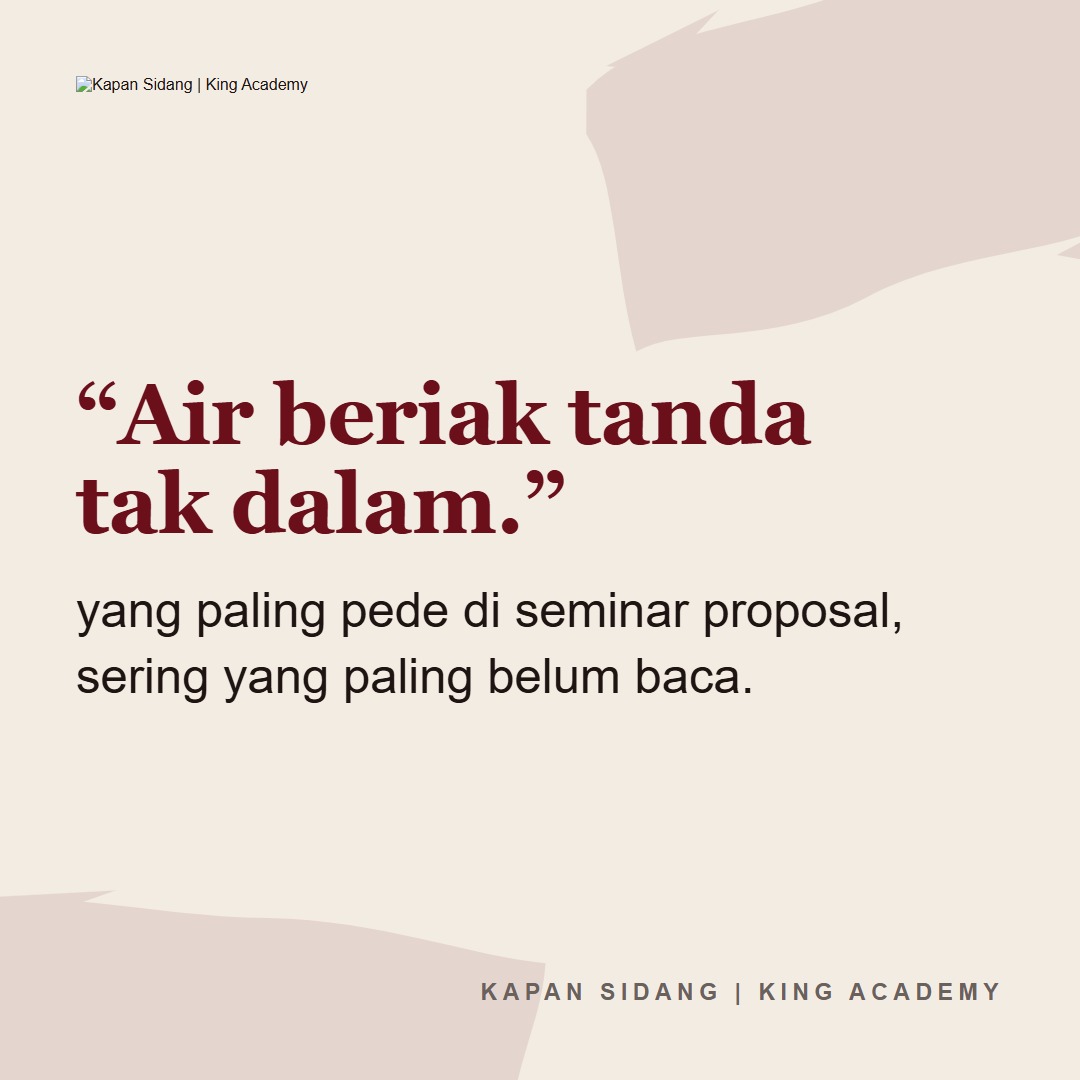 Kapan Sidang | King Academy
“Air beriak tanda
tak dalam.”
yang paling pede di seminar proposal,
sering yang paling belum baca.
KAPAN SIDANG | KING ACADEMY